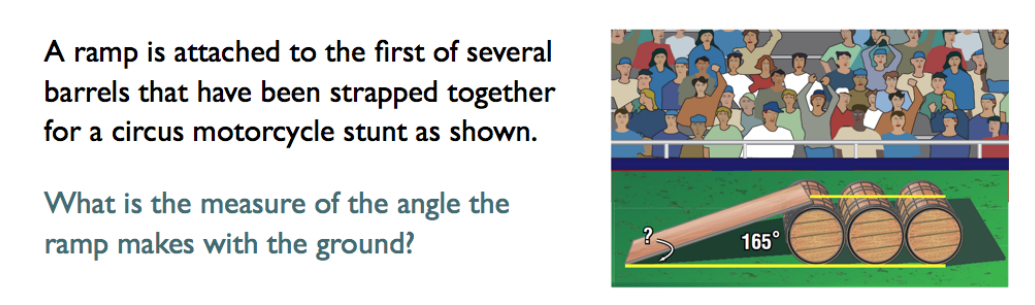 A ramp is attached to the first of several
barrels that have been strapped together
for a circus motorcycle stunt as shown.
What is the measure of the angle the
ramp makes with the ground?
?
165°